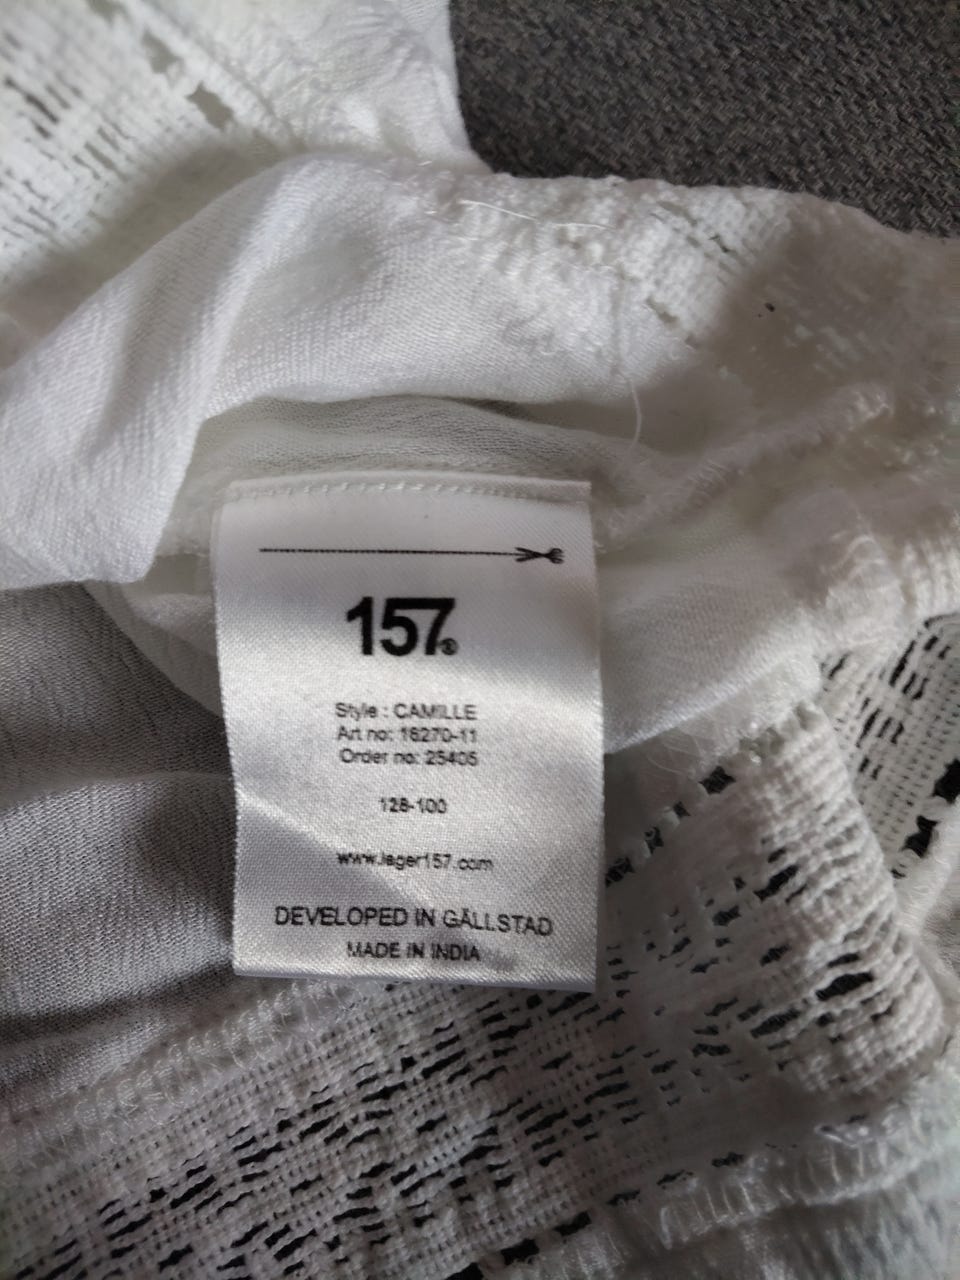 157®
Style : CAMILLE
Art no: 16270-11
Order no: 25405
128-100
www.lager157.com
DEVELOPED IN GÄLLSTAD
MADE IN INDIA